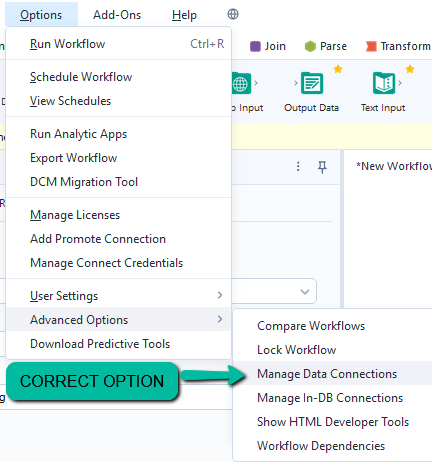 Options Add-Ons Help
Run Workflow Ctrl+R
Join Parse Transform
Schedule Workflow
View Schedules
Input Output Data Text Input
Run Analytic Apps
Export Workflow
DCM Migration Tool
*New Workflow
Manage Licenses
Add Promote Connection
Manage Connect Credentials
User Settings
Advanced Options
Download Predictive Tools
Compare Workflows
Lock Workflow
Manage Data Connections
Manage In-DB Connections
Show HTML Developer Tools
Workflow Dependencies
CORRECT OPTION